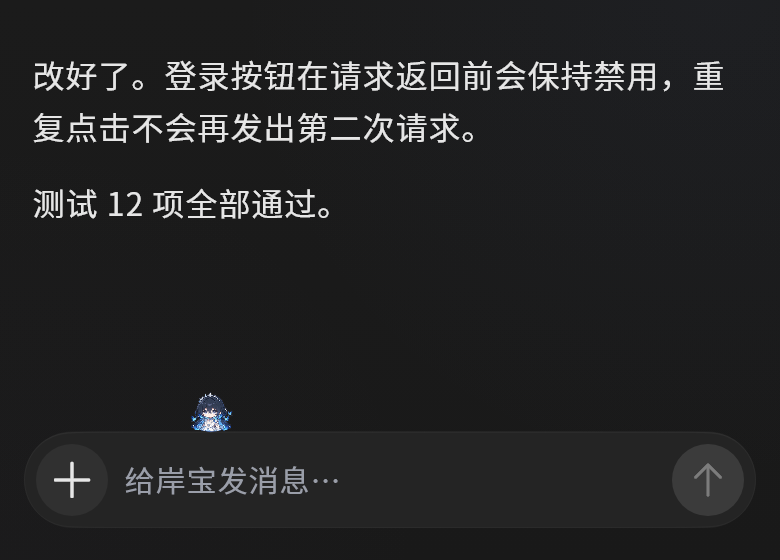 改好了。登录按钮在请求返回前会保持禁用，重
复点击不会再发出第二次请求。
测试 12 项全部通过。
给岸宝发消息…